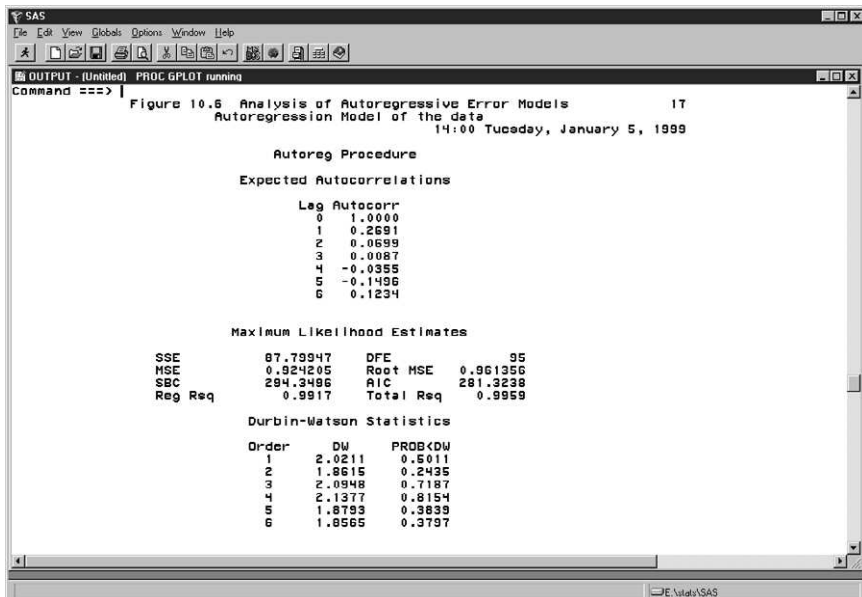 SAS
File Edit View Globals Options Window Help
OUTPUT - (Untitled) PROC GPLOT running
Command ===>
Figure 10.6 Analysis of Autoregressive Error Models 17
Autoregression Model of the data
14:00 Tuesday, January 5, 1999
Autoreg Procedure
Expected Autocorrelations
Lag Autocorr
0 1.0000
1 0.2691
2 0.0699
3 0.0087
4 -0.0355
5 -0.1496
6 0.1234
Maximum Likelihood Estimates
SSE 87.79947 DFE 95
MSE 0.924205 Root MSE 0.961356
SBC 294.3496 AIC 281.3238
Reg Rsq 0.9917 Total Rsq 0.9959
Durbin-Watson Statistics
Order DW PROB<DW
1 2.0211 0.5011
2 1.8615 0.2435
3 2.0948 0.7187
4 2.1377 0.8154
5 1.8793 0.3839
6 1.8565 0.3797
E:\stats\SAS